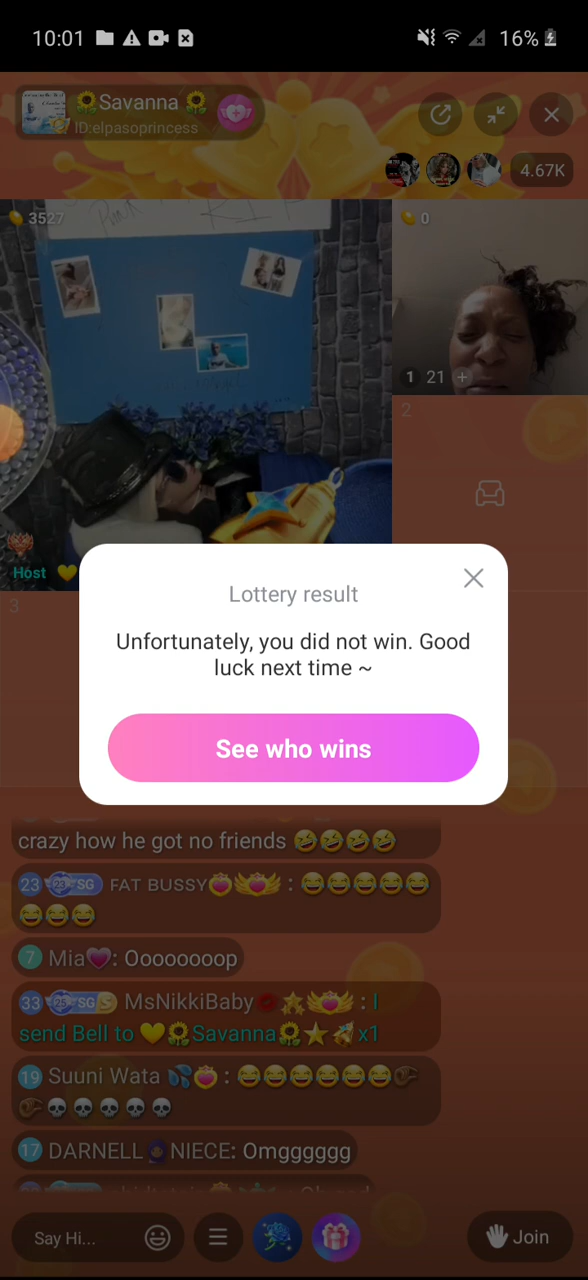 10:01
16%
🌻Savanna 🌻
ID:elpasoprincess
4.67K
3527
0
R I P
1 21 +
2
Host 💛
3
Lottery result
Unfortunately, you did not win. Good
luck next time ~
See who wins
crazy how he got no friends 🤣🤣🤣🤣
23 23 SG FAT BUSSY : 😂😂😂😂😂
😂😂😂
7 Mia💗: Oooooooop
33 25 SG S MsNikkiBaby : I
send Bell to 💛🌻Savanna🌻⭐ x1
19 Suuni Wata 💦 : 😂😂😂😂😂😂
💀💀💀💀💀
17 DARNELL NIECE: Omgggggg
Say Hi...
Join